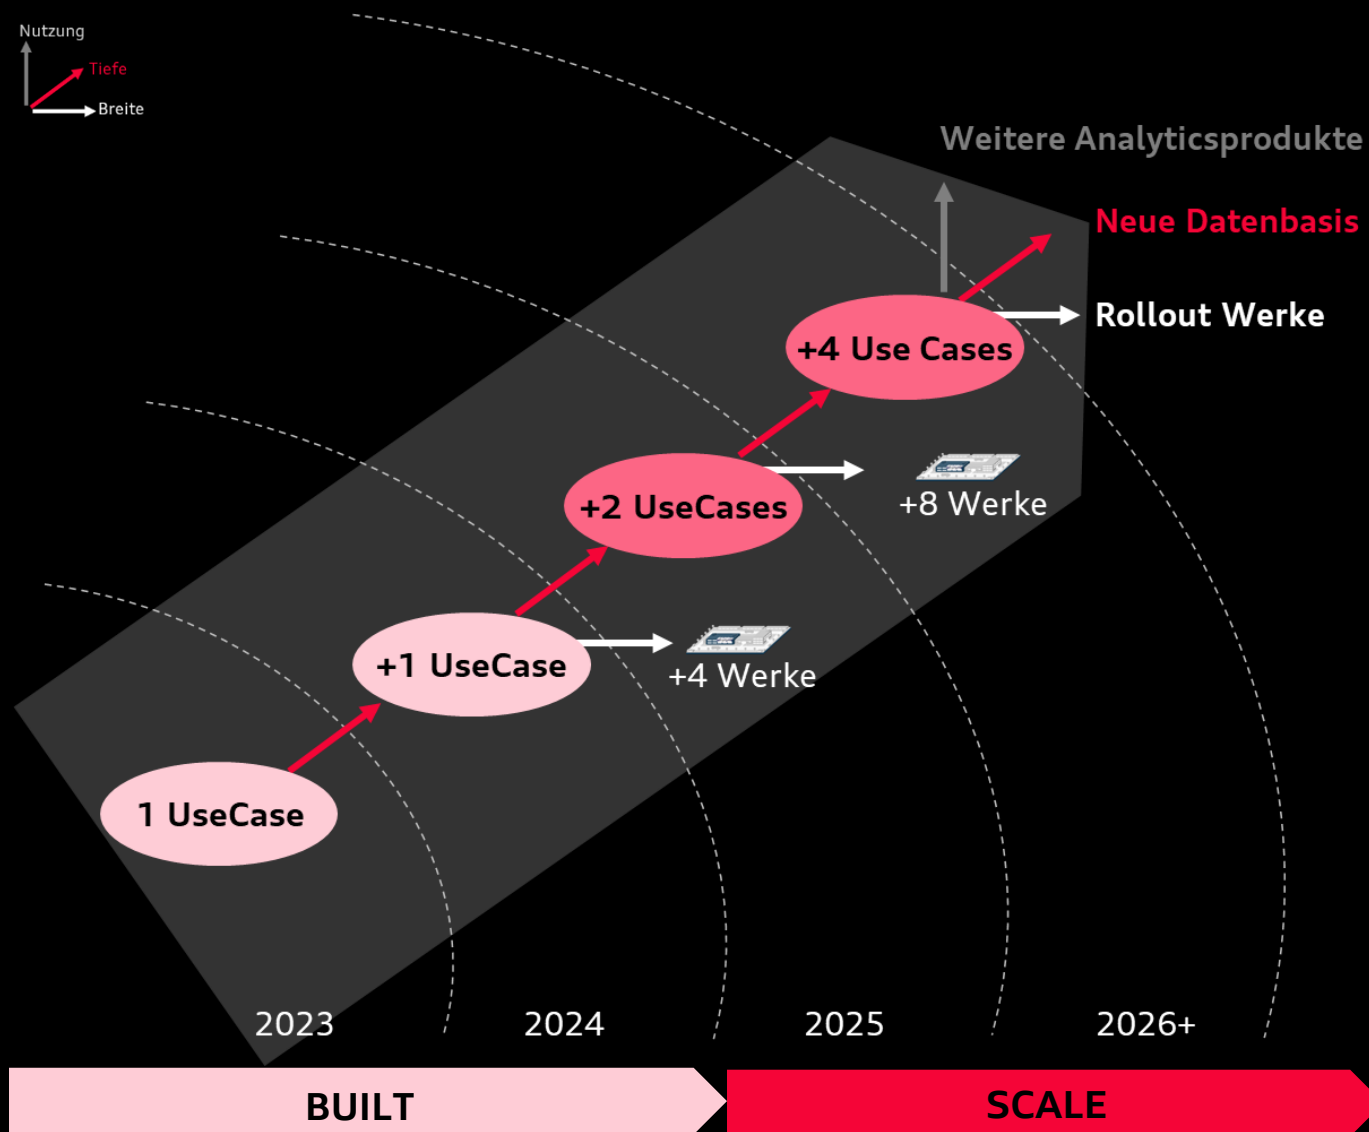 Nutzung
Tiefe
Breite
Weitere Analyticsprodukte
Neue Datenbasis
Rollout Werke
+4 Use Cases
+2 UseCases
+8 Werke
+1 UseCase
+4 Werke
1 UseCase
2023
2024
2025
2026+
BUILT
SCALE